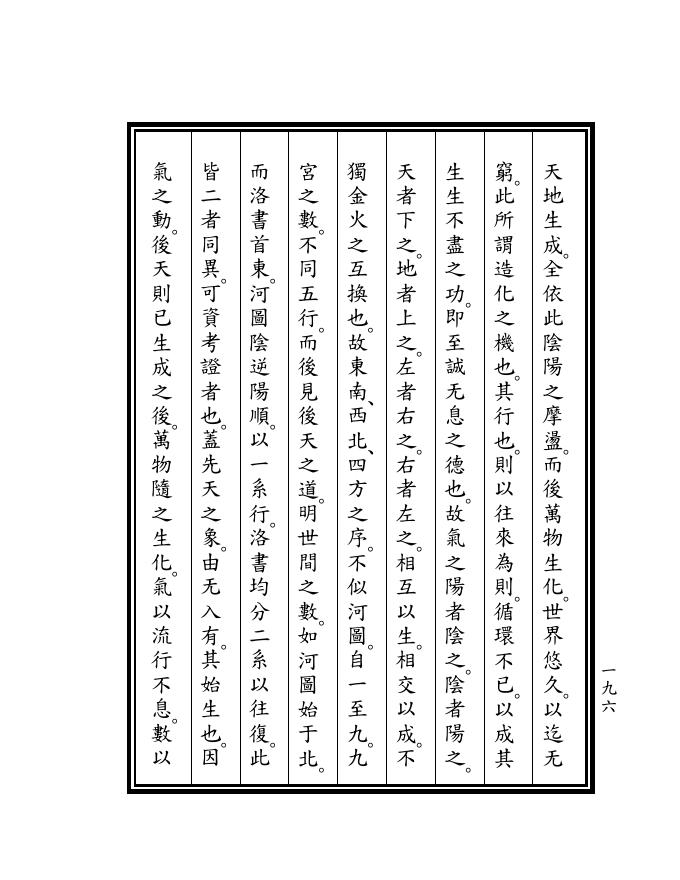 天地生成。全依此陰陽之摩盪。而後萬物生化。世界悠久。以迄无
窮。此所謂造化之機也。其行也。則以往來為則。循環不已。以成其
生生不盡之功。即至誠无息之德也。故氣之陽者陰之。陰者陽之。
天者下之。地者上之。左者右之。右者左之。相互以生。相交以成。不
獨金火之互換也。故東南、西北、四方之序。不似河圖。自一至九。九
宮之數。不同五行。而後見後天之道。明世間之數。如河圖始于北。
而洛書首東。河圖陰逆陽順。以一系行。洛書均分二系以往復。此
皆二者同異。可資考證者也。蓋先天之象。由无入有。其始生也。因
氣之動。後天則已生成之後。萬物隨之生化。氣以流行不息。數以
一九六